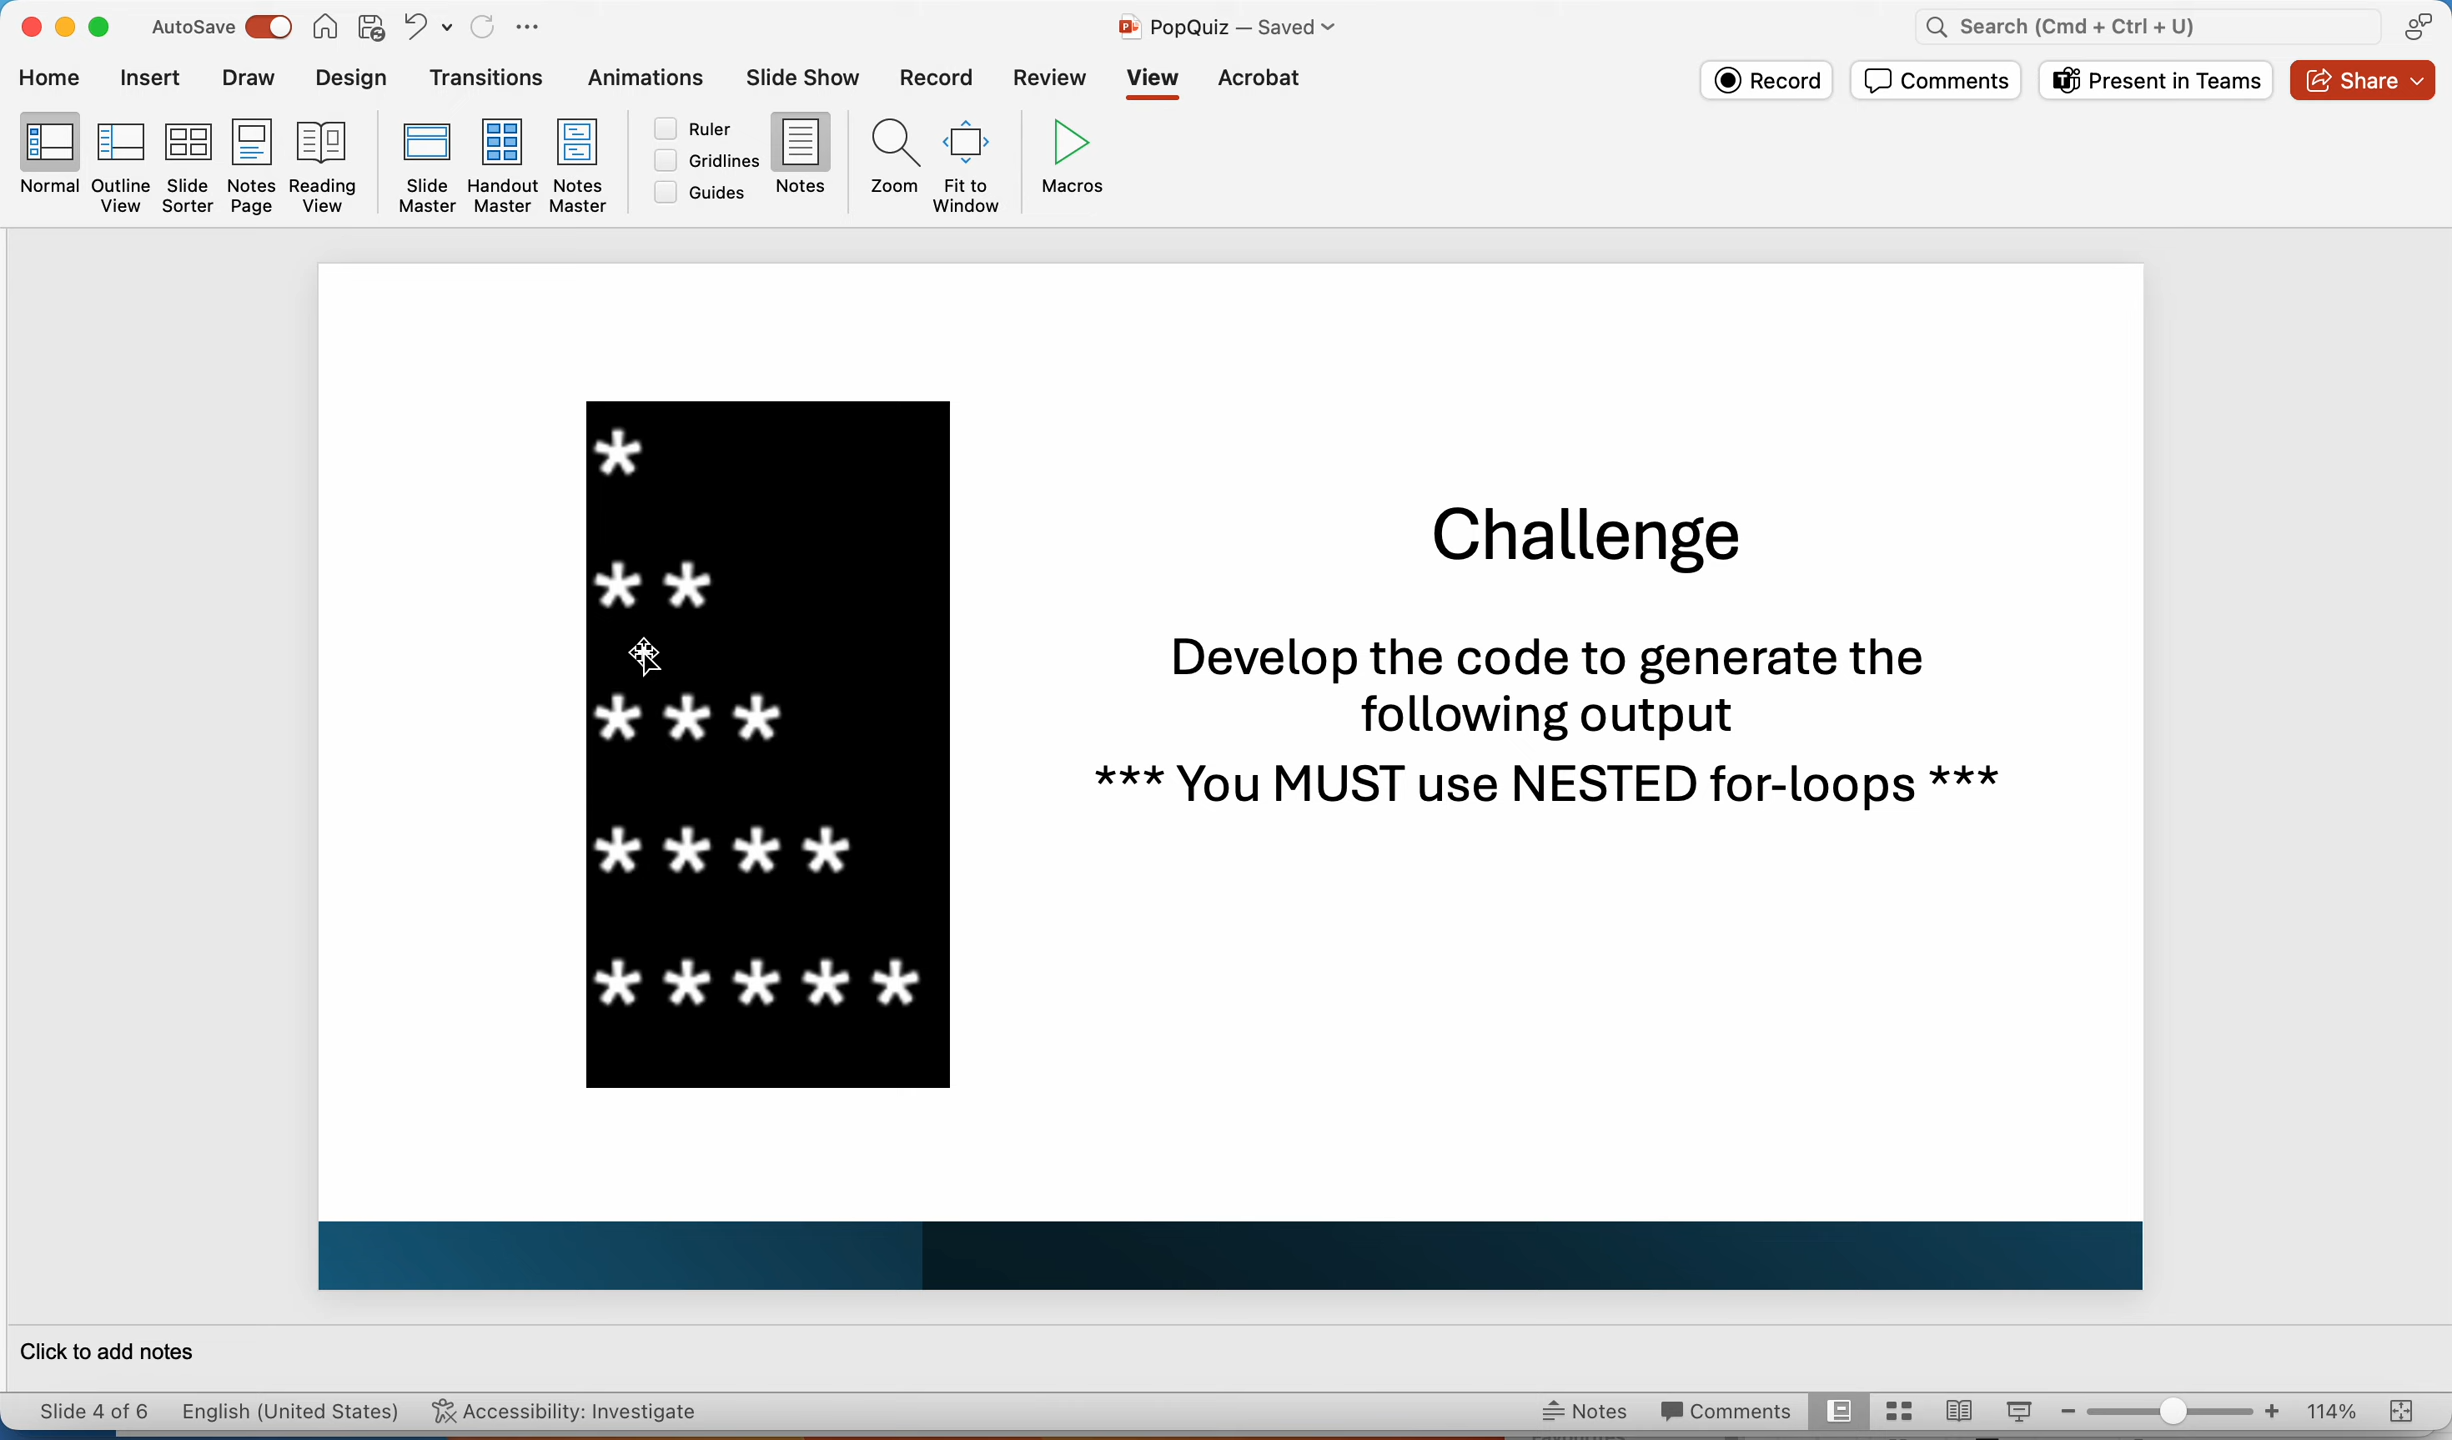 AutoSave
PopQuiz — Saved
Search (Cmd + Ctrl + U)
Home Insert Draw Design Transitions Animations Slide Show Record Review View Acrobat
Record Comments Present in Teams Share
Normal
Outline View
Slide Sorter
Notes Page
Reading View
Slide Master
Handout Master
Notes Master
Ruler
Gridlines
Guides
Notes
Zoom
Fit to Window
Macros
*
* *
* * *
* * * *
* * * * *
Challenge
Develop the code to generate the
following output
*** You MUST use NESTED for-loops ***
Click to add notes
Slide 4 of 6 English (United States) Accessibility: Investigate Notes Comments 114%